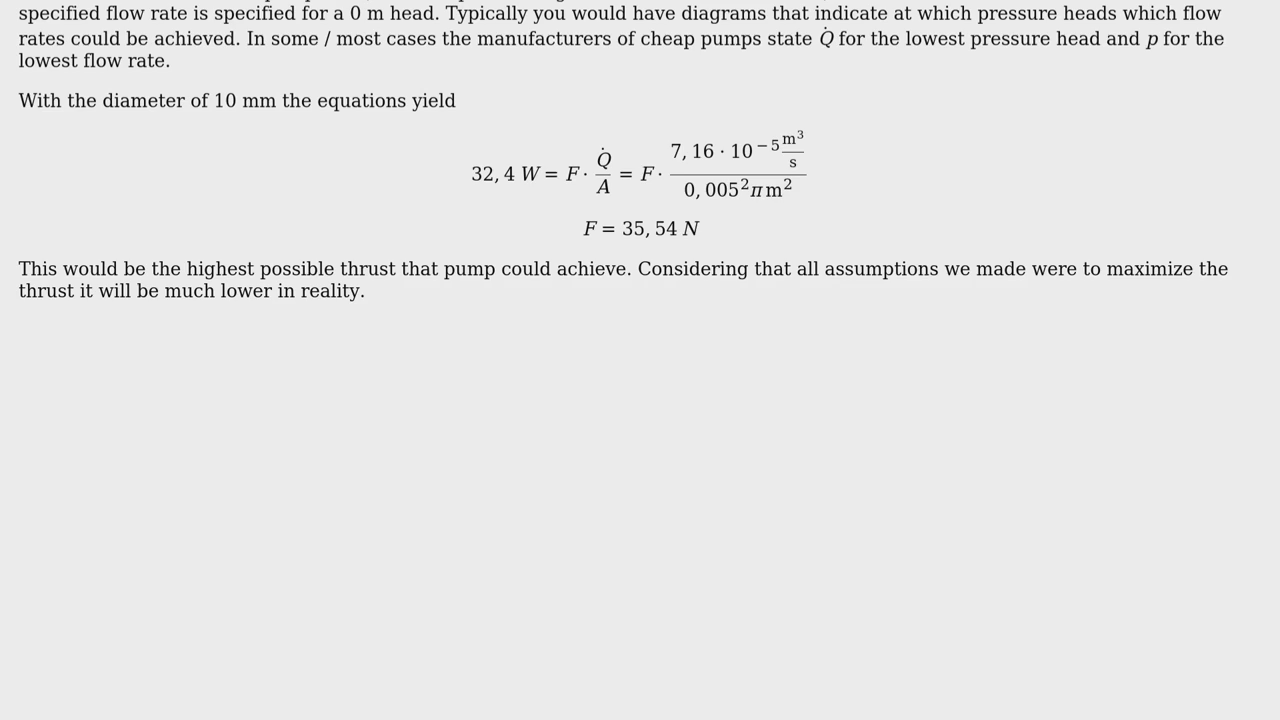 specified flow rate is specified for a 0 m head. Typically you would have diagrams that indicate at which pressure heads which flow
rates could be achieved. In some / most cases the manufacturers of cheap pumps state Q̇ for the lowest pressure head and p for the
lowest flow rate.
With the diameter of 10 mm the equations yield
32, 4 W = F · Q̇/A = F · (7, 16 · 10⁻⁵ m³/s)/(0, 005²π m²)
F = 35, 54 N
This would be the highest possible thrust that pump could achieve. Considering that all assumptions we made were to maximize the
thrust it will be much lower in reality.